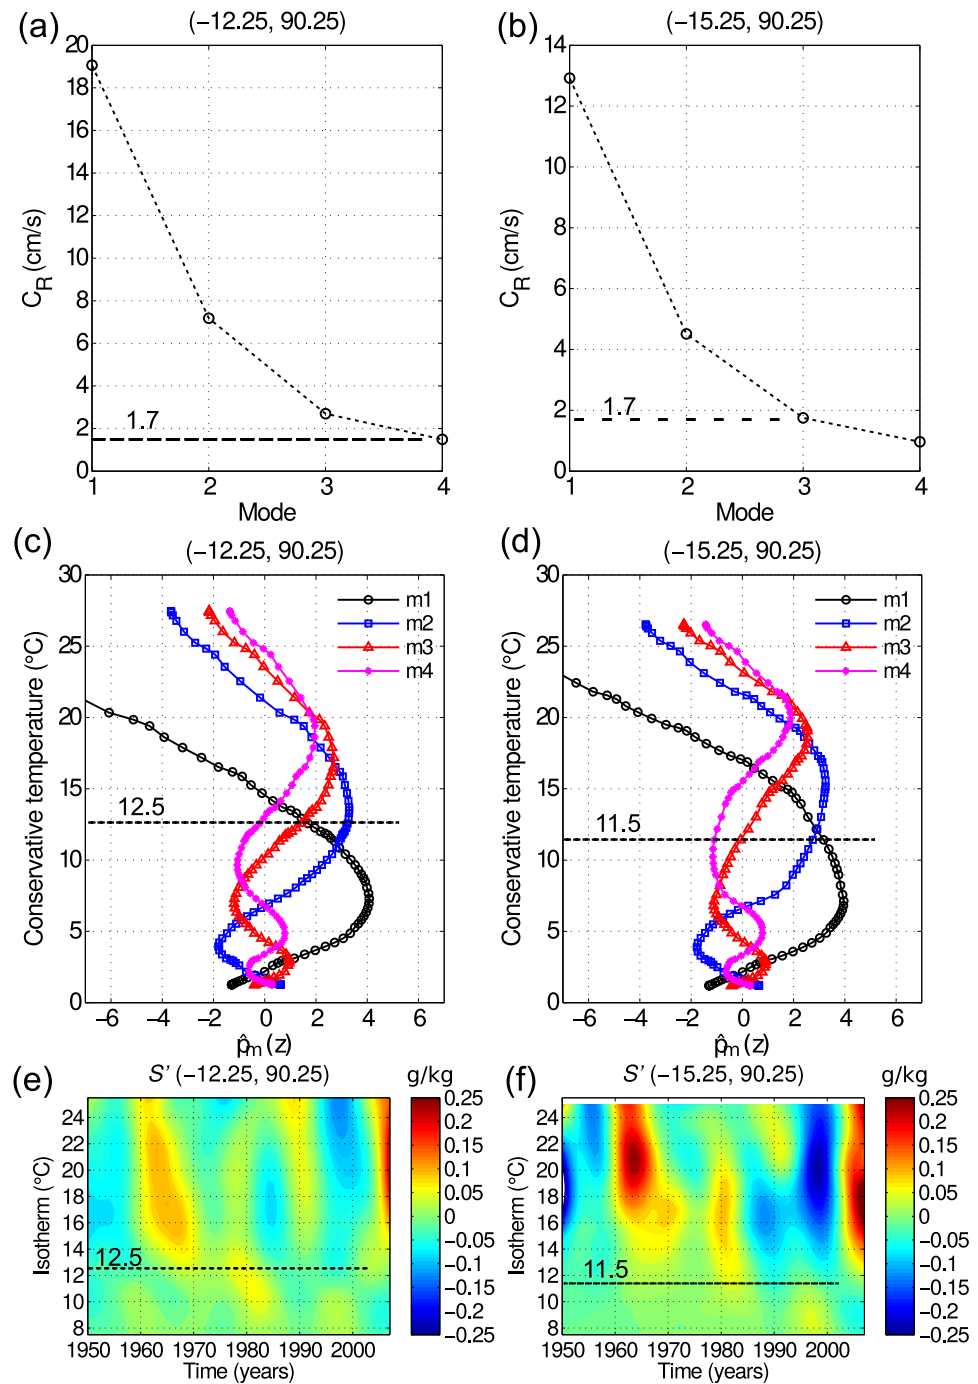 (a)
(−12.25, 90.25)
20
18
16
14
12
10
8
6
4
2
0
C_R (cm/s)
1.7
1 2 3 4
Mode
(b)
(−15.25, 90.25)
14
12
10
8
6
4
2
0
C_R (cm/s)
1.7
1 2 3 4
Mode
(c)
(−12.25, 90.25)
30
25
20
15
10
5
0
Conservative temperature (°C)
m1
m2
m3
m4
12.5
−6 −4 −2 0 2 4 6
p̂_m (z)
(d)
(−15.25, 90.25)
30
25
20
15
10
5
0
Conservative temperature (°C)
m1
m2
m3
m4
11.5
−6 −4 −2 0 2 4 6
p̂_m (z)
(e)
S' (−12.25, 90.25)
g/kg
24
22
20
18
16
14
12
10
8
Isotherm (°C)
12.5
1950 1960 1970 1980 1990 2000
Time (years)
0.25
0.2
0.15
0.1
0.05
0
−0.05
−0.1
−0.15
−0.2
−0.25
(f)
S' (−15.25, 90.25)
g/kg
24
22
20
18
16
14
12
10
8
Isotherm (°C)
11.5
1950 1960 1970 1980 1990 2000
Time (years)
0.25
0.2
0.15
0.1
0.05
0
−0.05
−0.1
−0.15
−0.2
−0.25